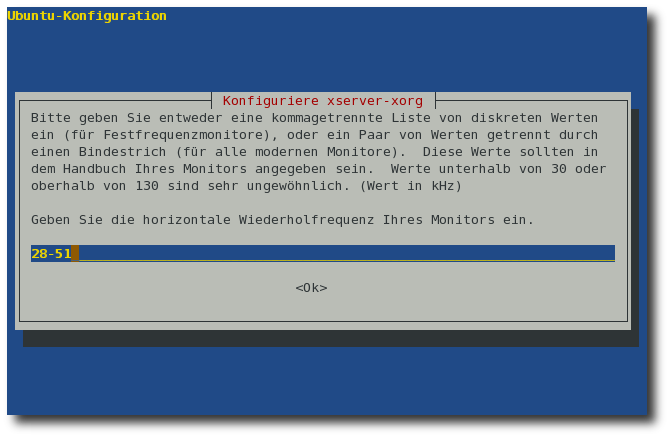 Ubuntu-Konfiguration
Konfiguriere xserver-xorg
Bitte geben Sie entweder eine kommagetrennte Liste von diskreten Werten
ein (für Festfrequenzmonitore), oder ein Paar von Werten getrennt durch
einen Bindestrich (für alle modernen Monitore).  Diese Werte sollten in
dem Handbuch Ihres Monitors angegeben sein.  Werte unterhalb von 30 oder
oberhalb von 130 sind sehr ungewöhnlich. (Wert in kHz)
Geben Sie die horizontale Wiederholfrequenz Ihres Monitors ein.
28-51
<Ok>